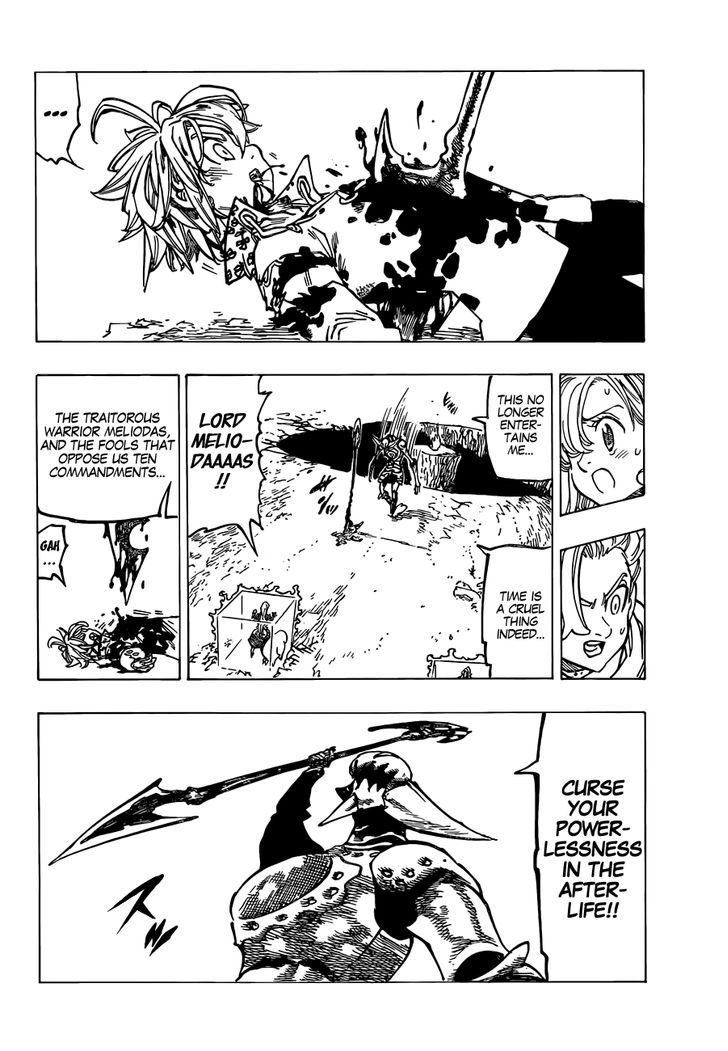 ...
THIS NO
LONGER
ENTER-
TAINS
ME...
LORD
MELIO-
DAAAAS
!!
TIME IS
A CRUEL
THING
INDEED...
THE TRAITOROUS
WARRIOR MELIODAS,
AND THE FOOLS THAT
OPPOSE US TEN
COMMANDMENTS...
GAH
...
CURSE
YOUR
POWER-
LESSNESS
IN THE
AFTER-
LIFE!!